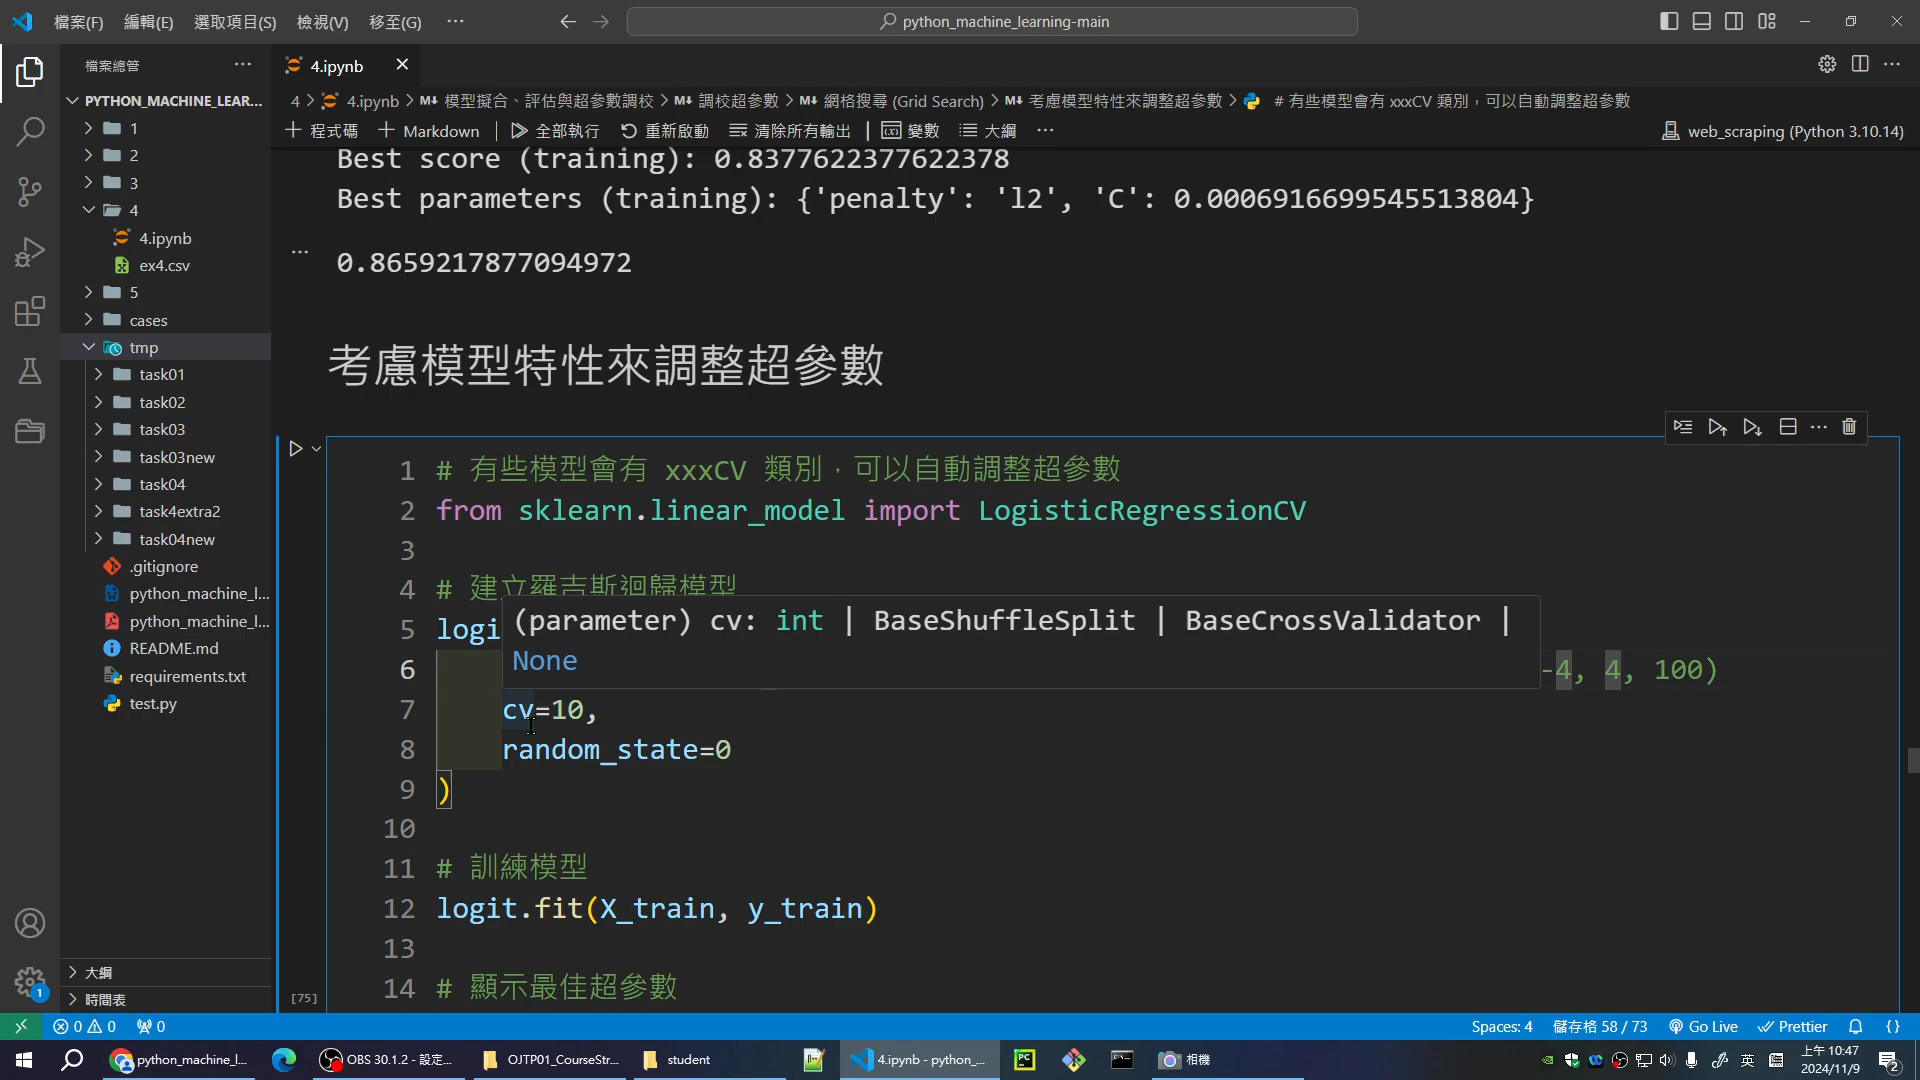 檔案(F) 編輯(E) 選取項目(S) 檢視(V) 移至(G) ⋯ python_machine_learning-main
檔案總管 ⋯
4.ipynb
PYTHON_MACHINE_LEAR...
4 > 4.ipynb > M↓ 模型擬合、評估與超參數調校 > M↓ 調校超參數 > M↓ 網格搜尋 (Grid Search) > M↓ 考慮模型特性來調整超參數 > # 有些模型會有 xxxCV 類別，可以自動調整超參數
程式碼 Markdown 全部執行 重新啟動 清除所有輸出 變數 大綱 ⋯ web_scraping (Python 3.10.14)
1
2
3
4
4.ipynb
ex4.csv
5
cases
tmp
task01
task02
task03
task03new
task04
task4extra2
task04new
.gitignore
python_machine_l...
python_machine_l...
README.md
requirements.txt
test.py
大綱
時間表
1
Best score (training): 0.8377622377622378
Best parameters (training): {'penalty': 'l2', 'C': 0.0006916699545513804}
0.8659217877094972
考慮模型特性來調整超參數
1 # 有些模型會有 xxxCV 類別，可以自動調整超參數
2 from sklearn.linear_model import LogisticRegressionCV
3
4 # 建立羅吉斯迴歸模型
5 logi
(parameter) cv: int | BaseShuffleSplit | BaseCrossValidator |
None
6 -4, 4, 100)
7 cv=10,
8 random_state=0
9 )
10
11 # 訓練模型
12 logit.fit(X_train, y_train)
13
14 # 顯示最佳超參數
[75]
0 0 0 Spaces: 4 儲存格 58 / 73 Go Live Prettier {}
python_machine_l... OBS 30.1.2 - 設定... OJTP01_CourseStr... student 4.ipynb - python_... PC 相機 英 上午 10:47
2024/11/9 2